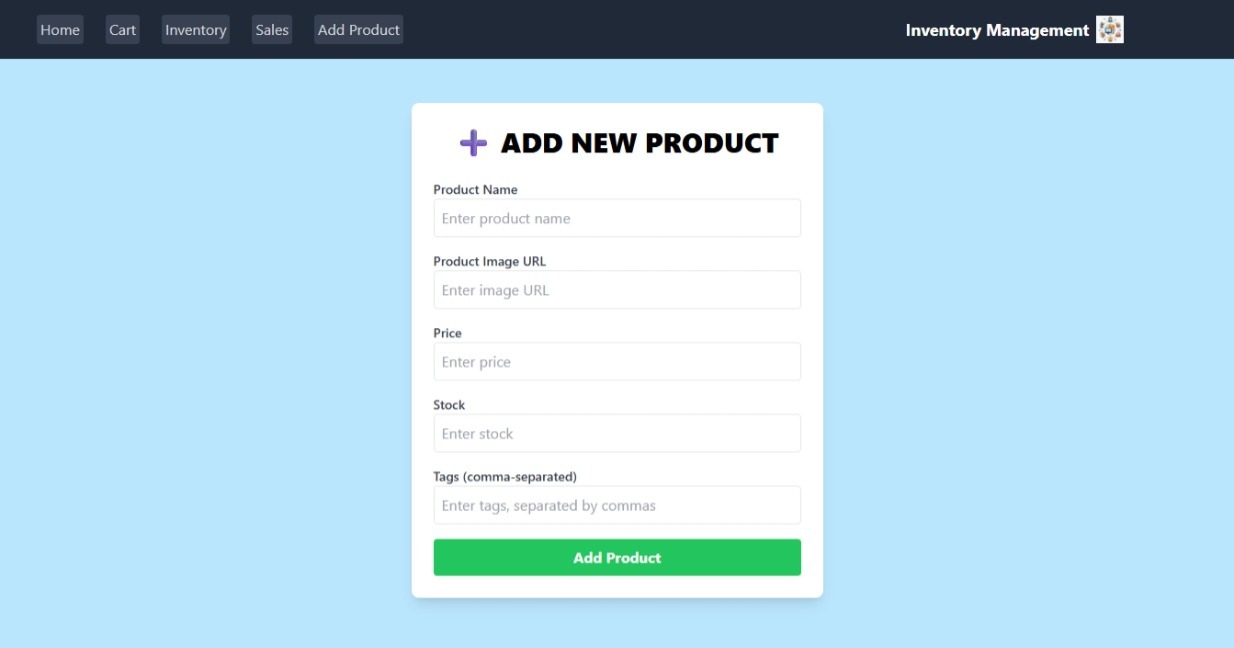 Home Cart Inventory Sales Add Product Inventory Management
ADD NEW PRODUCT
Product Name
Enter product name
Product Image URL
Enter image URL
Price
Enter price
Stock
Enter stock
Tags (comma-separated)
Enter tags, separated by commas
Add Product